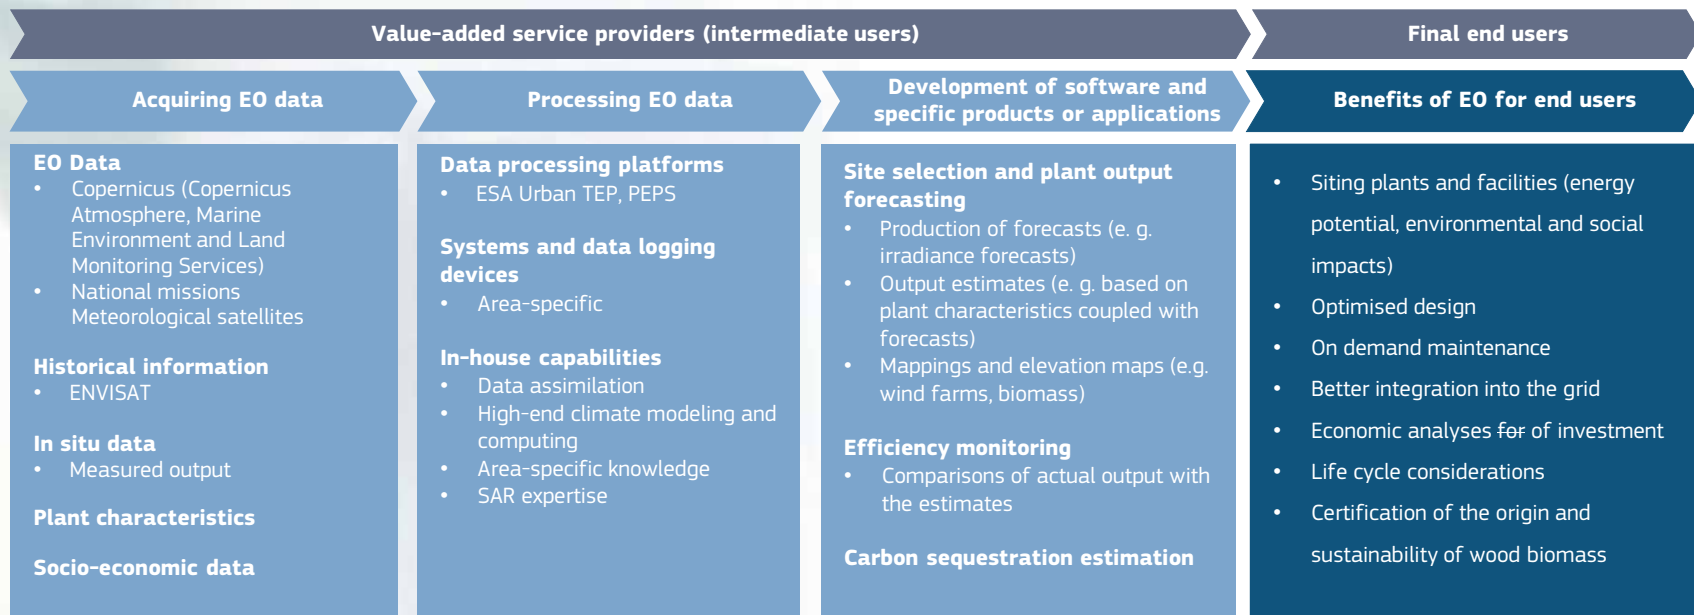 Value-added service providers (intermediate users)
Final end users
Acquiring EO data
Processing EO data
Development of software and
specific products or applications
Benefits of EO for end users
EO Data
• Copernicus (Copernicus
Atmosphere, Marine
Environment and Land
Monitoring Services)
• National missions
Meteorological satellites
Historical information
• ENVISAT
In situ data
• Measured output
Plant characteristics
Socio-economic data
Data processing platforms
• ESA Urban TEP, PEPS
Systems and data logging
devices
• Area-specific
In-house capabilities
• Data assimilation
• High-end climate modeling and
computing
• Area-specific knowledge
• SAR expertise
Site selection and plant output
forecasting
• Production of forecasts (e. g.
irradiance forecasts)
• Output estimates (e. g. based on
plant characteristics coupled with
forecasts)
• Mappings and elevation maps (e.g.
wind farms, biomass)
Efficiency monitoring
• Comparisons of actual output with
the estimates
Carbon sequestration estimation
• Siting plants and facilities (energy
potential, environmental and social
impacts)
• Optimised design
• On demand maintenance
• Better integration into the grid
• Economic analyses for of investment
• Life cycle considerations
• Certification of the origin and
sustainability of wood biomass